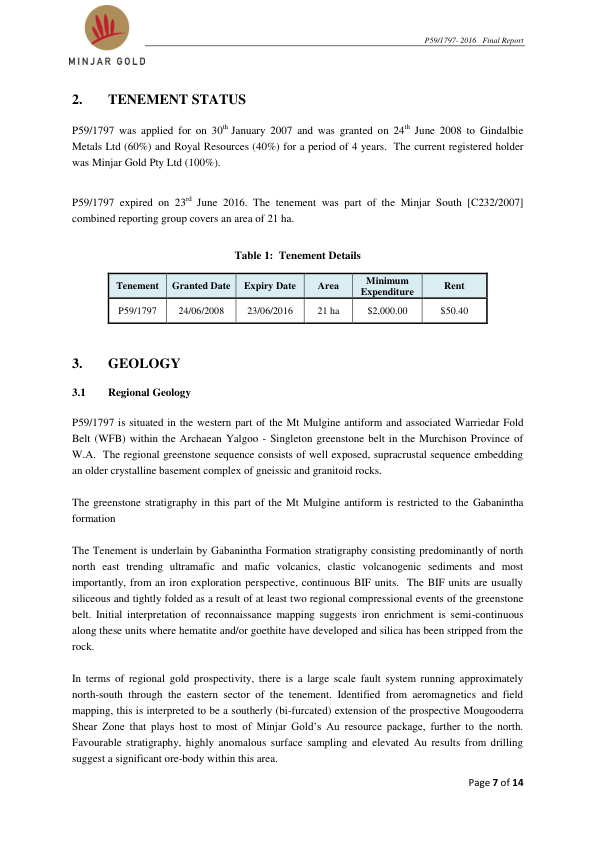 P59/1797- 2016 Final Report
MINJAR GOLD
2. TENEMENT STATUS
P59/1797 was applied for on 30th January 2007 and was granted on 24th June 2008 to Gindalbie
Metals Ltd (60%) and Royal Resources (40%) for a period of 4 years. The current registered holder
was Minjar Gold Pty Ltd (100%).
P59/1797 expired on 23rd June 2016. The tenement was part of the Minjar South [C232/2007]
combined reporting group covers an area of 21 ha.
Table 1: Tenement Details
Tenement Granted Date Expiry Date Area Minimum Expenditure Rent
P59/1797 24/06/2008 23/06/2016 21 ha $2,000.00 $50.40
3. GEOLOGY
3.1 Regional Geology
P59/1797 is situated in the western part of the Mt Mulgine antiform and associated Warriedar Fold
Belt (WFB) within the Archaean Yalgoo - Singleton greenstone belt in the Murchison Province of
W.A. The regional greenstone sequence consists of well exposed, supracrustal sequence embedding
an older crystalline basement complex of gneissic and granitoid rocks.
The greenstone stratigraphy in this part of the Mt Mulgine antiform is restricted to the Gabanintha
formation
The Tenement is underlain by Gabanintha Formation stratigraphy consisting predominantly of north
north east trending ultramafic and mafic volcanics, clastic volcanogenic sediments and most
importantly, from an iron exploration perspective, continuous BIF units. The BIF units are usually
siliceous and tightly folded as a result of at least two regional compressional events of the greenstone
belt. Initial interpretation of reconnaissance mapping suggests iron enrichment is semi-continuous
along these units where hematite and/or goethite have developed and silica has been stripped from the
rock.
In terms of regional gold prospectivity, there is a large scale fault system running approximately
north-south through the eastern sector of the tenement. Identified from aeromagnetics and field
mapping, this is interpreted to be a southerly (bi-furcated) extension of the prospective Mougooderra
Shear Zone that plays host to most of Minjar Gold's Au resource package, further to the north.
Favourable stratigraphy, highly anomalous surface sampling and elevated Au results from drilling
suggest a significant ore-body within this area.
Page 7 of 14